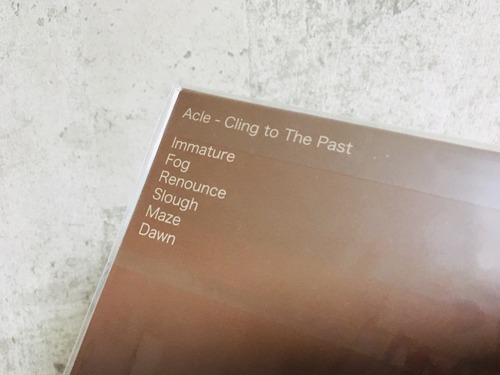 Acle - Cling to The Past
Immature
Fog
Renounce
Slough
Maze
Dawn